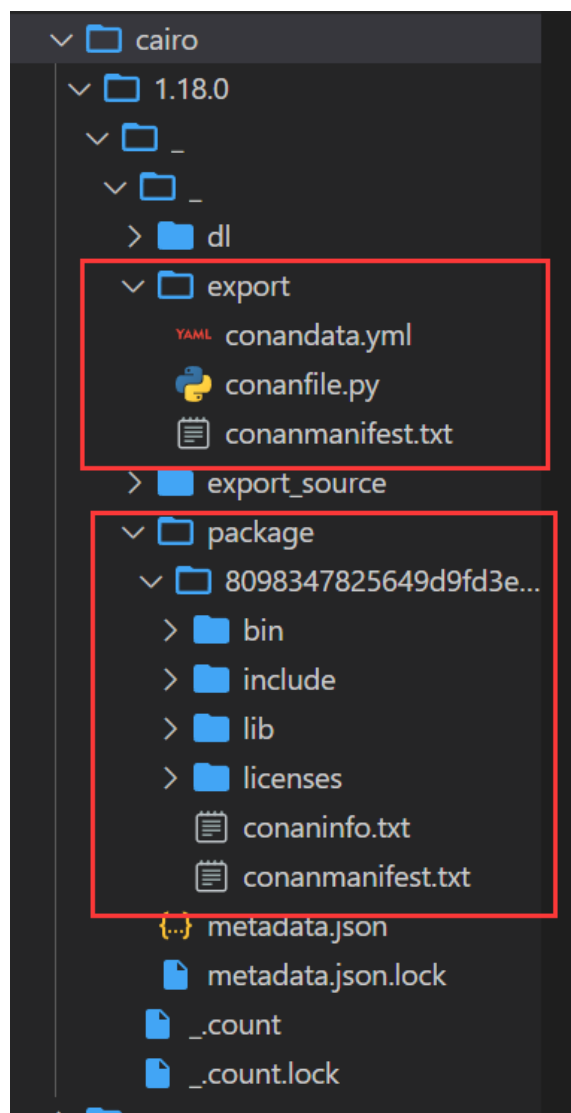 cairo
1.18.0
_
_
dl
export
YAML conandata.yml
conanfile.py
conanmanifest.txt
export_source
package
8098347825649d9fd3e...
bin
include
lib
licenses
conaninfo.txt
conanmanifest.txt
{...} metadata.json
metadata.json.lock
_.count
_.count.lock